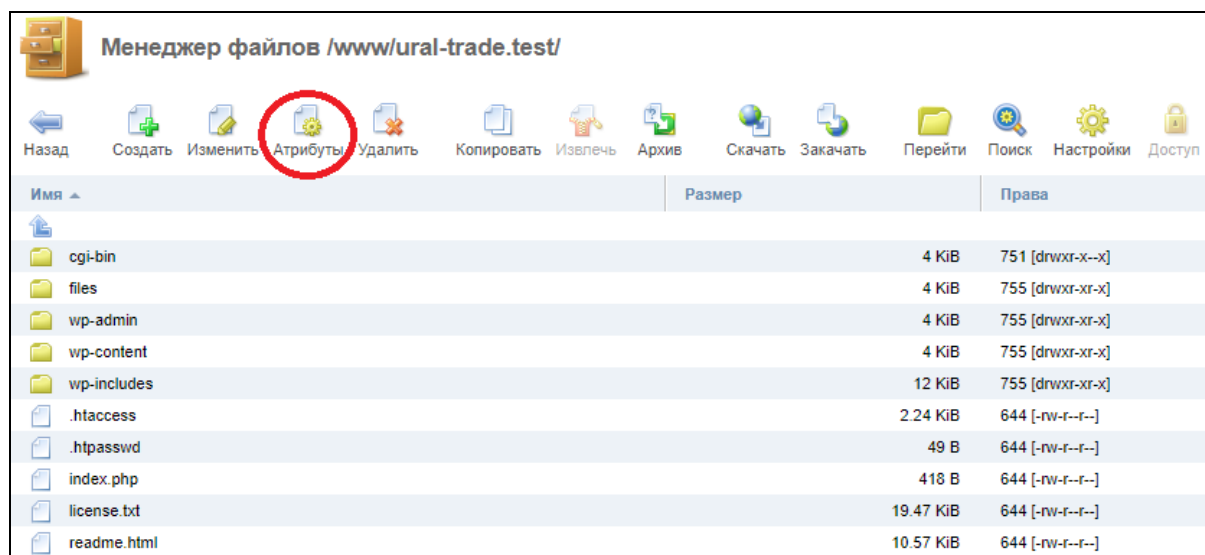 Менеджер файлов /www/ural-trade.test/
Назад Создать Изменить Атрибуты Удалить Копировать Извлечь Архив Скачать Закачать Перейти Поиск Настройки Доступ
Имя Размер Права
cgi-bin 4 KiB 751 [drwxr-x--x]
files 4 KiB 755 [drwxr-xr-x]
wp-admin 4 KiB 755 [drwxr-xr-x]
wp-content 4 KiB 755 [drwxr-xr-x]
wp-includes 12 KiB 755 [drwxr-xr-x]
.htaccess 2.24 KiB 644 [-rw-r--r--]
.htpasswd 49 B 644 [-rw-r--r--]
index.php 418 B 644 [-rw-r--r--]
license.txt 19.47 KiB 644 [-rw-r--r--]
readme.html 10.57 KiB 644 [-rw-r--r--]